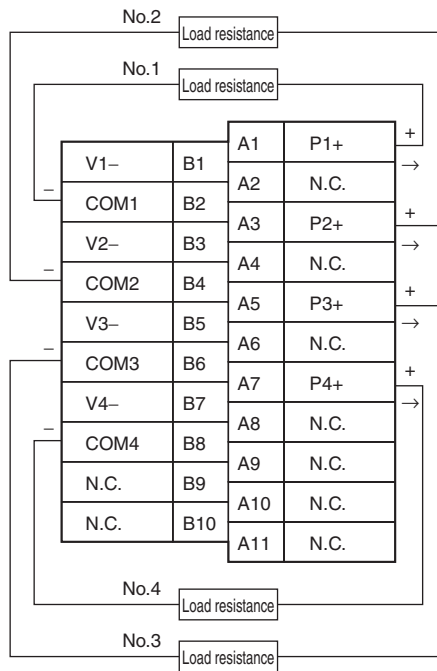 No.2
Load resistance
No.1
Load resistance
A1 P1+ +
V1– B1
→
A2 N.C.
– COM1 B2
A3 P2+ +
V2– B3
→
A4 N.C.
– COM2 B4
A5 P3+ +
V3– B5
→
A6 N.C.
– COM3 B6
A7 P4+ +
V4– B7
→
A8 N.C.
– COM4 B8
A9 N.C.
N.C. B9
A10 N.C.
N.C. B10
A11 N.C.
No.4
Load resistance
No.3
Load resistance